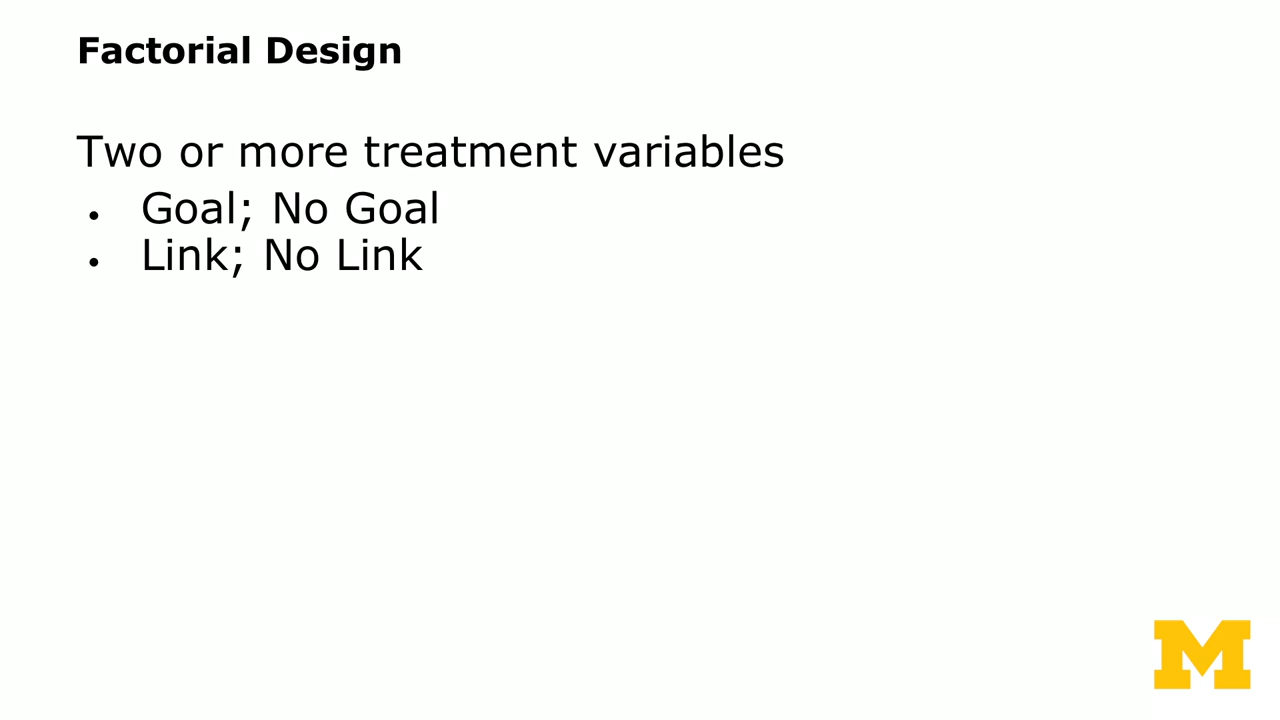 Factorial Design
Two or more treatment variables
• Goal; No Goal
• Link; No Link
M